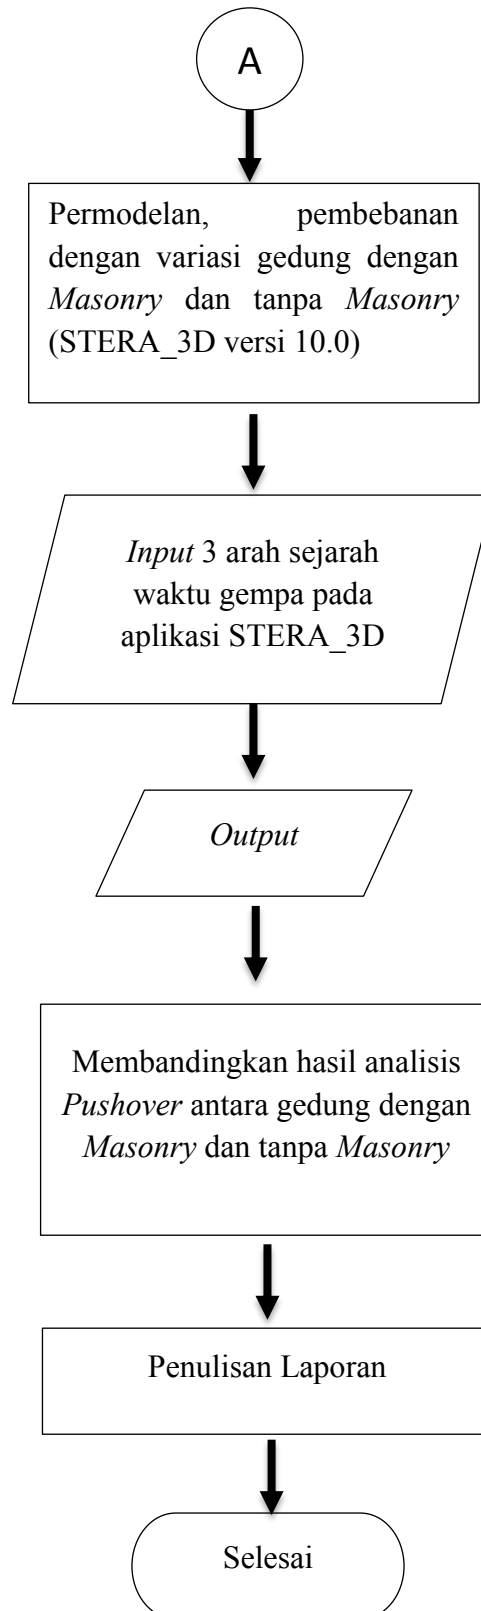 A
Permodelan, pembebanan
dengan variasi gedung dengan
Masonry dan tanpa Masonry
(STERA_3D versi 10.0)
Input 3 arah sejarah
waktu gempa pada
aplikasi STERA_3D
Output
Membandingkan hasil analisis
Pushover antara gedung dengan
Masonry dan tanpa Masonry
Penulisan Laporan
Selesai